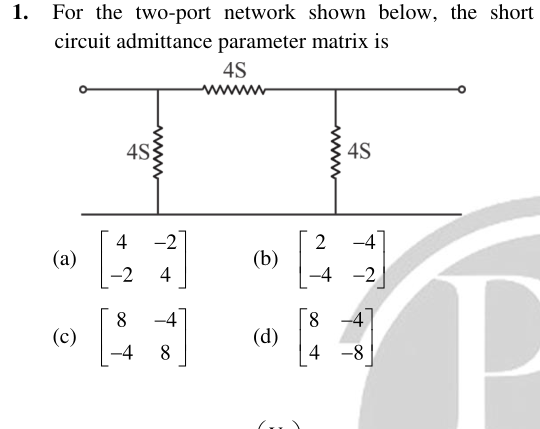 1. For the two-port network shown below, the short
circuit admittance parameter matrix is
4S
4S 4S
(a) [4 –2 (b) [2 –4
–2 4] –4 –2]
(c) [8 –4 (d) [8 –4
–4 8] 4 –8]